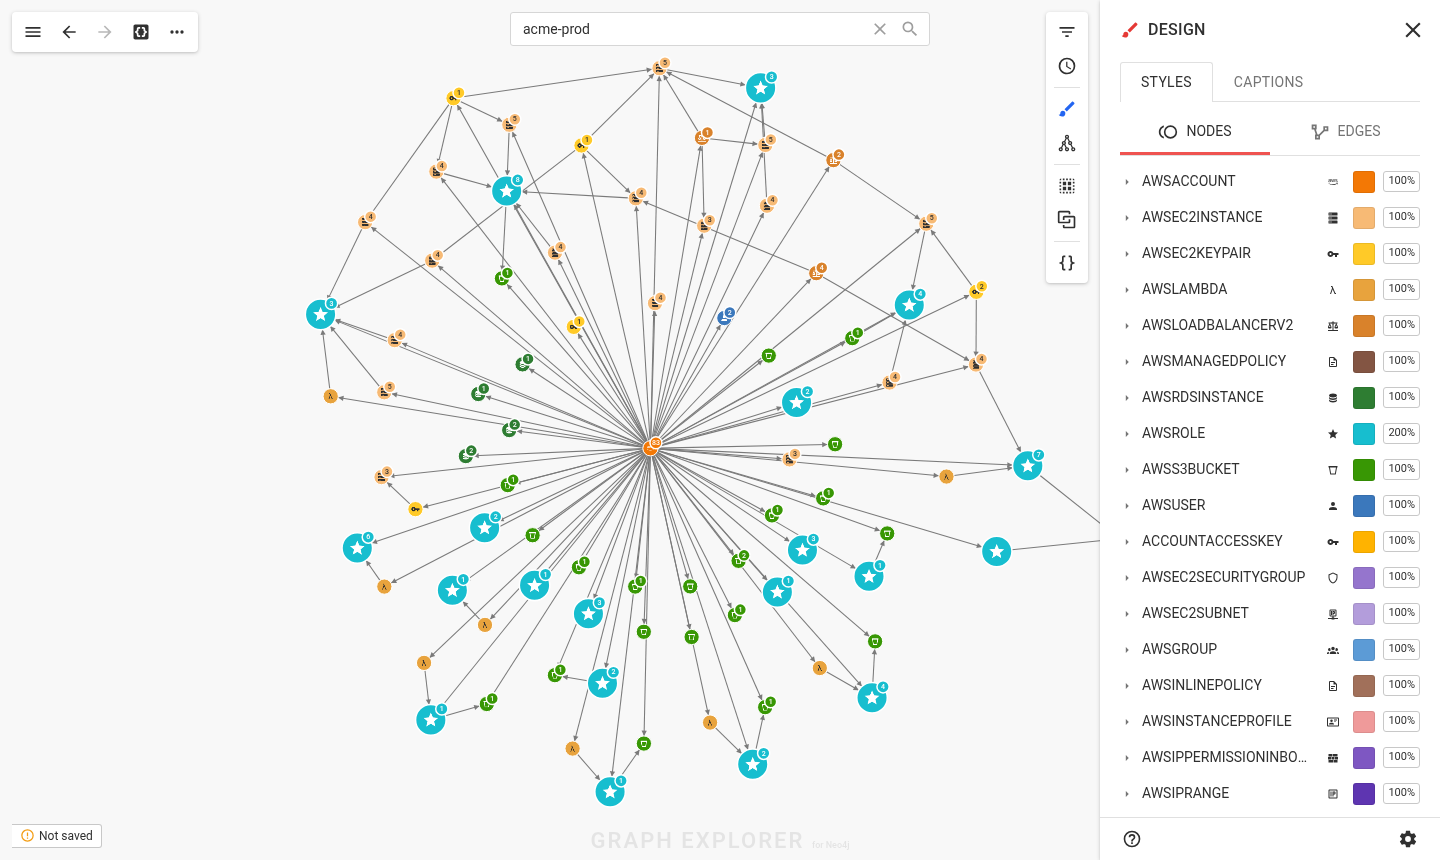 acme-prod
DESIGN
STYLES
CAPTIONS
NODES
EDGES
AWSACCOUNT 100%
AWSEC2INSTANCE 100%
AWSEC2KEYPAIR 100%
AWSLAMBDA 100%
AWSLOADBALANCERV2 100%
AWSMANAGEDPOLICY 100%
AWSRDSINSTANCE 100%
AWSROLE 200%
AWSS3BUCKET 100%
AWSUSER 100%
ACCOUNTACCESSKEY 100%
AWSEC2SECURITYGROUP 100%
AWSEC2SUBNET 100%
AWSGROUP 100%
AWSINLINEPOLICY 100%
AWSINSTANCEPROFILE 100%
AWSIPPERMISSIONINBO... 100%
AWSIPRANGE 100%
Not saved
GRAPH EXPLORER for Neo4j